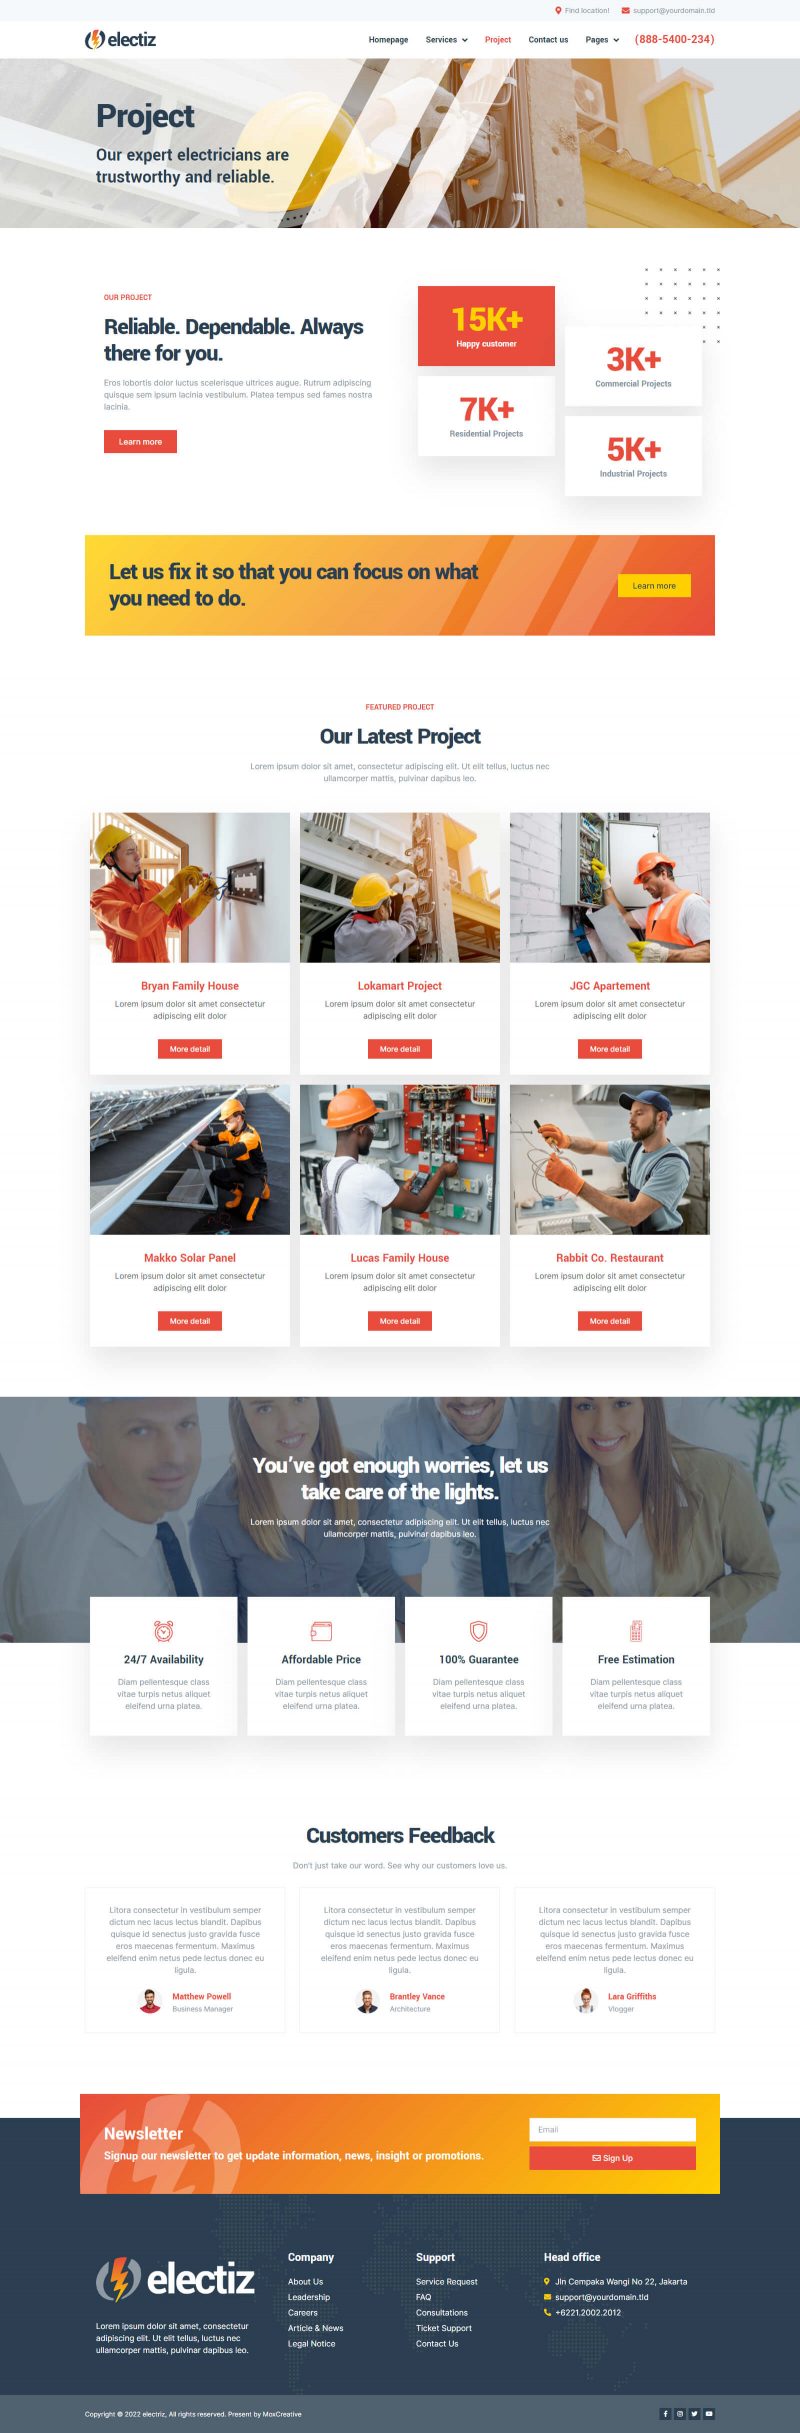 Find location! support@yourdomain.tld
electiz
Homepage Services Project Contact us Pages (888-5400-234)
Project
Our expert electricians are
trustworthy and reliable.
OUR PROJECT
Reliable. Dependable. Always
there for you.
Eros lobortis dolor luctus scelerisque ultrices augue. Rutrum adipiscing
quisque sem ipsum lacinia vestibulum. Platea tempus sed fames nostra
lacinia.
Learn more
15K+
Happy customer
7K+
Residential Projects
3K+
Commercial Projects
5K+
Industrial Projects
Let us fix it so that you can focus on what
you need to do.
Learn more
FEATURED PROJECT
Our Latest Project
Lorem ipsum dolor sit amet, consectetur adipiscing elit. Ut elit tellus, luctus nec
ullamcorper mattis, pulvinar dapibus leo.
Bryan Family House
Lorem ipsum dolor sit amet consectetur
adipiscing elit dolor
More detail
Lokamart Project
Lorem ipsum dolor sit amet consectetur
adipiscing elit dolor
More detail
JGC Apartement
Lorem ipsum dolor sit amet consectetur
adipiscing elit dolor
More detail
Makko Solar Panel
Lorem ipsum dolor sit amet consectetur
adipiscing elit dolor
More detail
Lucas Family House
Lorem ipsum dolor sit amet consectetur
adipiscing elit dolor
More detail
Rabbit Co. Restaurant
Lorem ipsum dolor sit amet consectetur
adipiscing elit dolor
More detail
You've got enough worries, let us
take care of the lights.
Lorem ipsum dolor sit amet, consectetur adipiscing elit. Ut elit tellus, luctus nec
ullamcorper mattis, pulvinar dapibus leo.
24/7 Availability
Diam pellentesque class
vitae turpis netus aliquet
eleifend urna platea.
Affordable Price
Diam pellentesque class
vitae turpis netus aliquet
eleifend urna platea.
100% Guarantee
Diam pellentesque class
vitae turpis netus aliquet
eleifend urna platea.
Free Estimation
Diam pellentesque class
vitae turpis netus aliquet
eleifend urna platea.
Customers Feedback
Don't just take our word. See why our customers love us.
Litora consectetur in vestibulum semper
dictum nec lacus lectus blandit. Dapibus
quisque id senectus justo gravida fusce
eros maecenas fermentum. Maximus
eleifend enim netus pede lectus donec eu
ligula.
Matthew Powell
Business Manager
Litora consectetur in vestibulum semper
dictum nec lacus lectus blandit. Dapibus
quisque id senectus justo gravida fusce
eros maecenas fermentum. Maximus
eleifend enim netus pede lectus donec eu
ligula.
Brantley Vance
Architecture
Litora consectetur in vestibulum semper
dictum nec lacus lectus blandit. Dapibus
quisque id senectus justo gravida fusce
eros maecenas fermentum. Maximus
eleifend enim netus pede lectus donec eu
ligula.
Lara Griffiths
Vlogger
Newsletter
Signup our newsletter to get update information, news, insight or promotions.
Email
Sign Up
electiz
Lorem ipsum dolor sit amet, consectetur
adipiscing elit. Ut elit tellus, luctus nec
ullamcorper mattis, pulvinar dapibus leo.
Company
About Us
Leadership
Careers
Article & News
Legal Notice
Support
Service Request
FAQ
Consultations
Ticket Support
Contact Us
Head office
Jln Cempaka Wangi No 22, Jakarta
support@yourdomain.tld
+6221.2002.2012
Copyright © 2022 electriz, All rights reserved. Present by MoxCreative